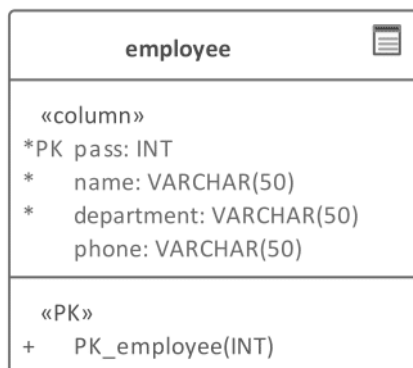 employee
«column»
*PK pass: INT
* name: VARCHAR(50)
* department: VARCHAR(50)
phone: VARCHAR(50)
«PK»
+ PK_employee(INT)